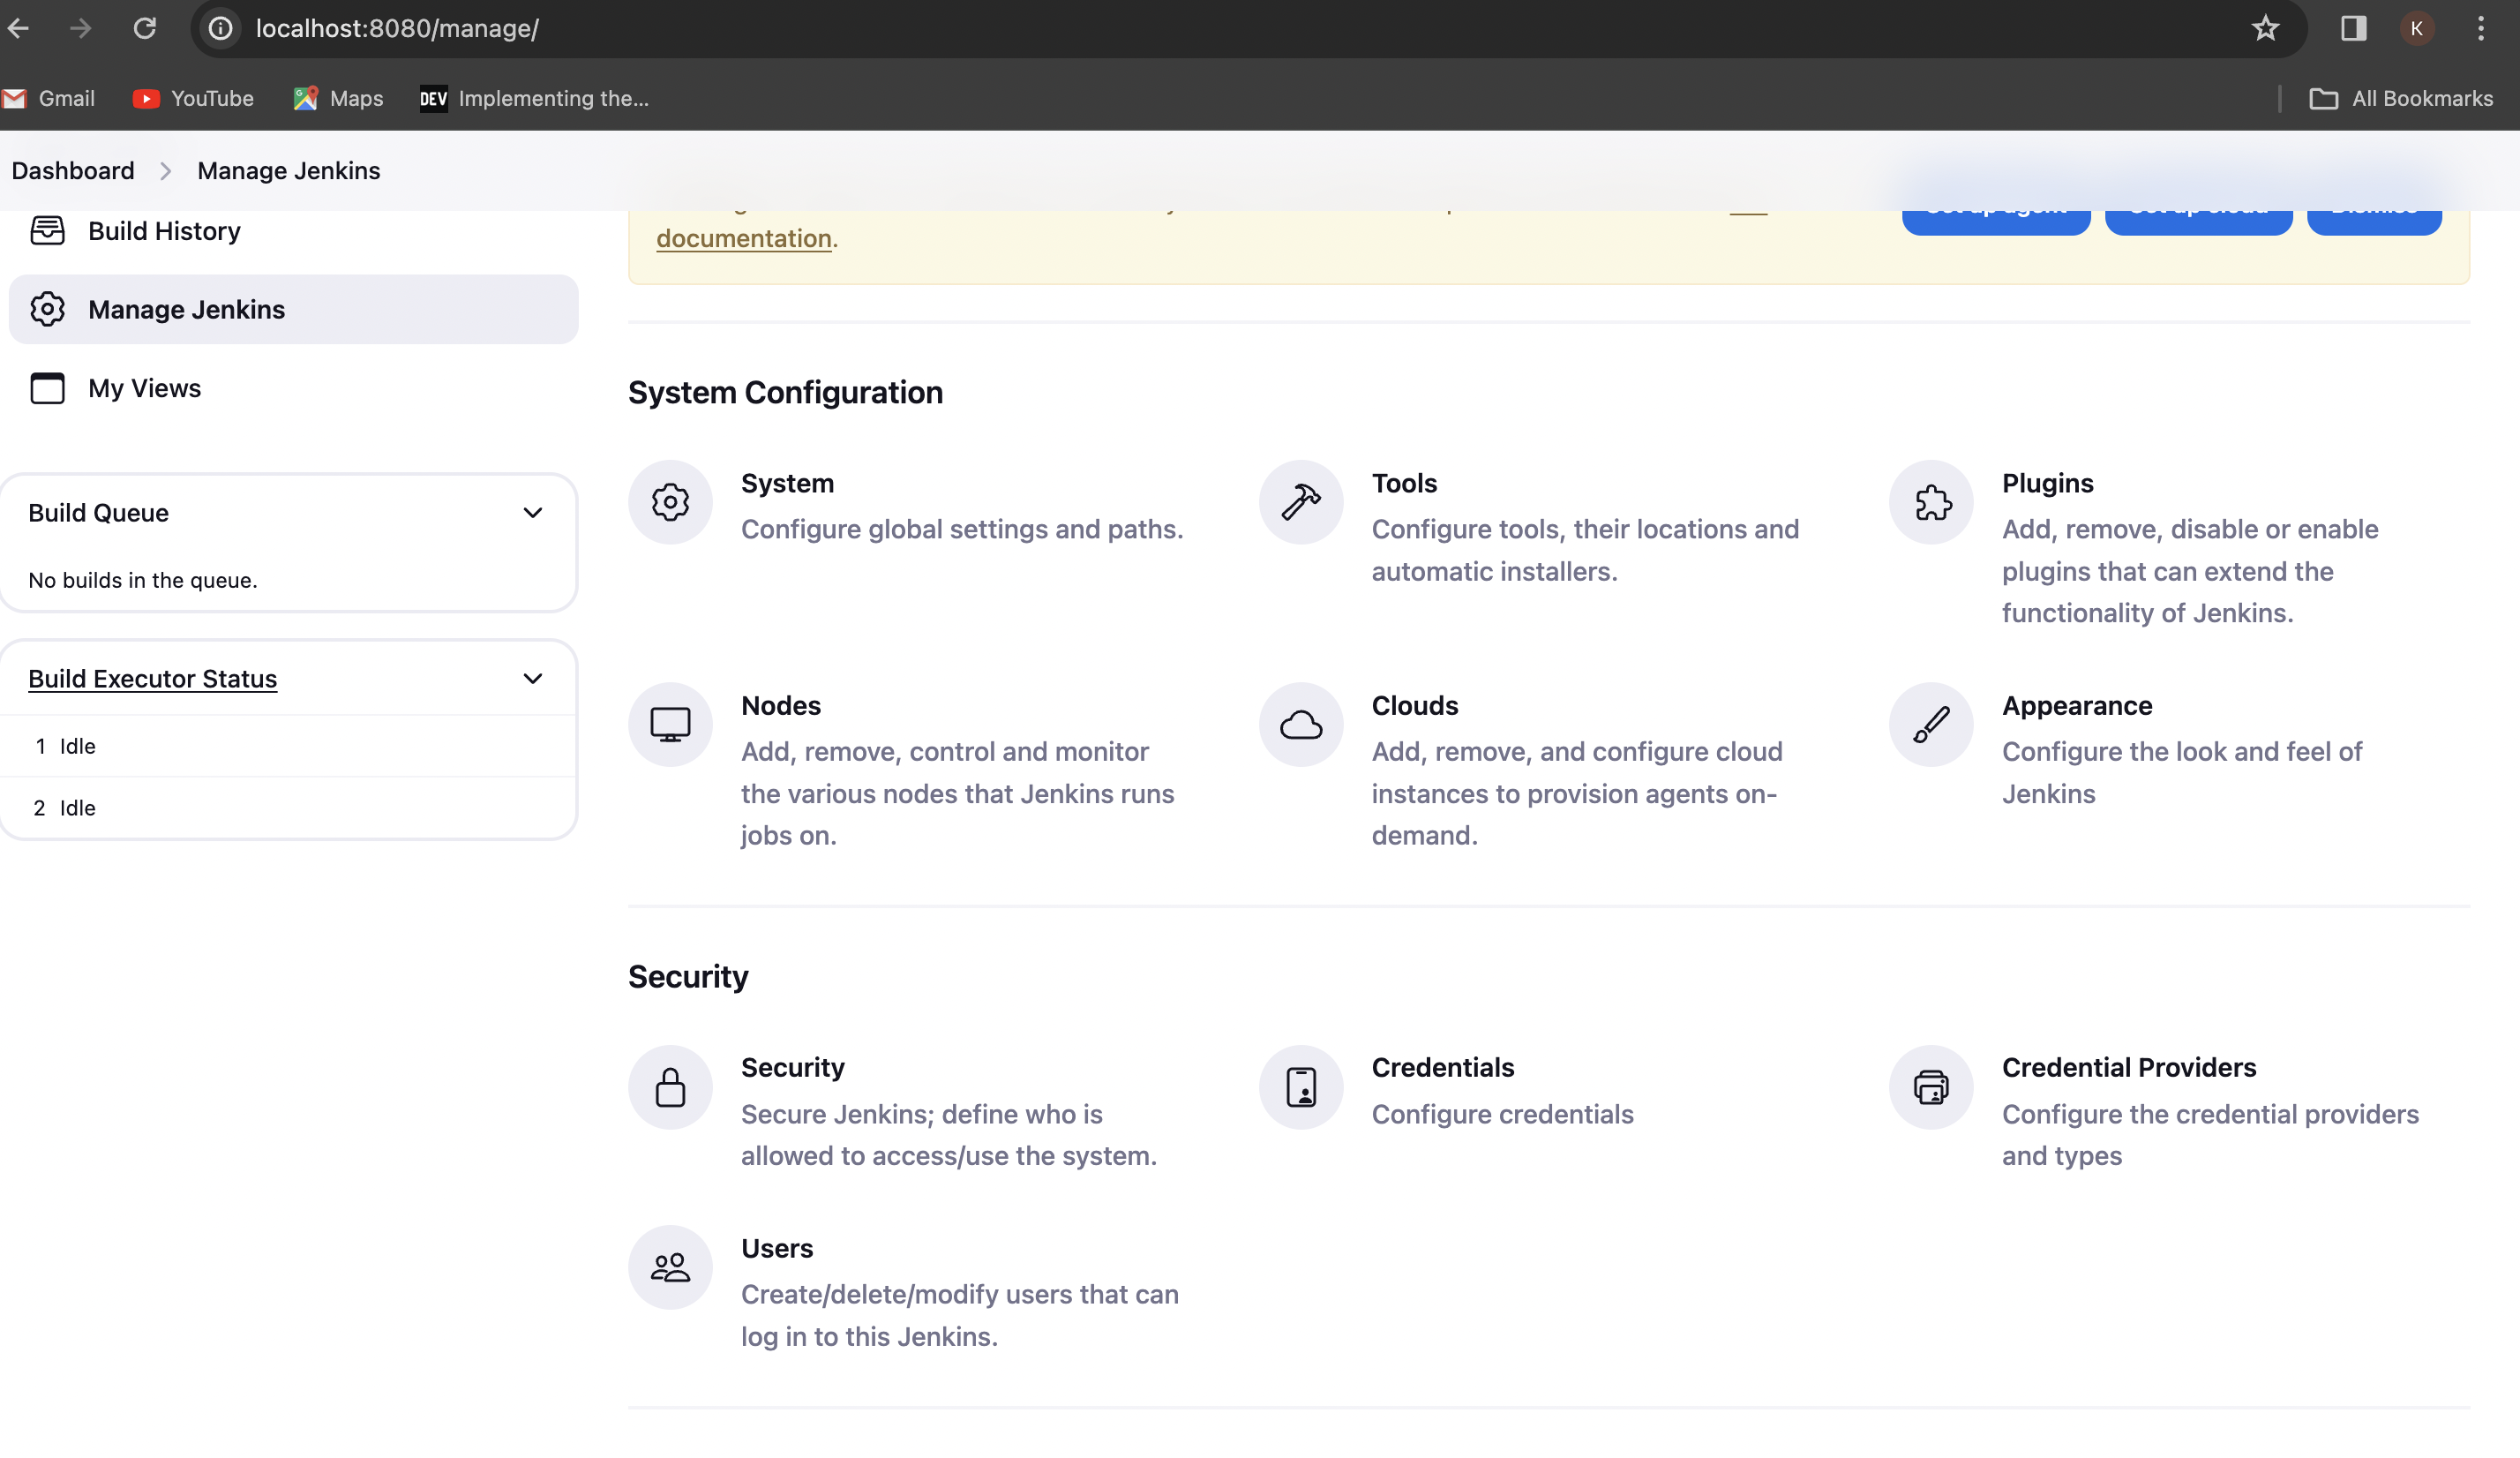 localhost:8080/manage/
K
Gmail
YouTube
Maps
DEV Implementing the...
All Bookmarks
Dashboard
Manage Jenkins
Build History
Manage Jenkins
My Views
Build Queue
No builds in the queue.
Build Executor Status
1 Idle
2 Idle
documentation.
System Configuration
System
Configure global settings and paths.
Tools
Configure tools, their locations and
automatic installers.
Plugins
Add, remove, disable or enable
plugins that can extend the
functionality of Jenkins.
Nodes
Add, remove, control and monitor
the various nodes that Jenkins runs
jobs on.
Clouds
Add, remove, and configure cloud
instances to provision agents on-
demand.
Appearance
Configure the look and feel of
Jenkins
Security
Security
Secure Jenkins; define who is
allowed to access/use the system.
Credentials
Configure credentials
Credential Providers
Configure the credential providers
and types
Users
Create/delete/modify users that can
log in to this Jenkins.